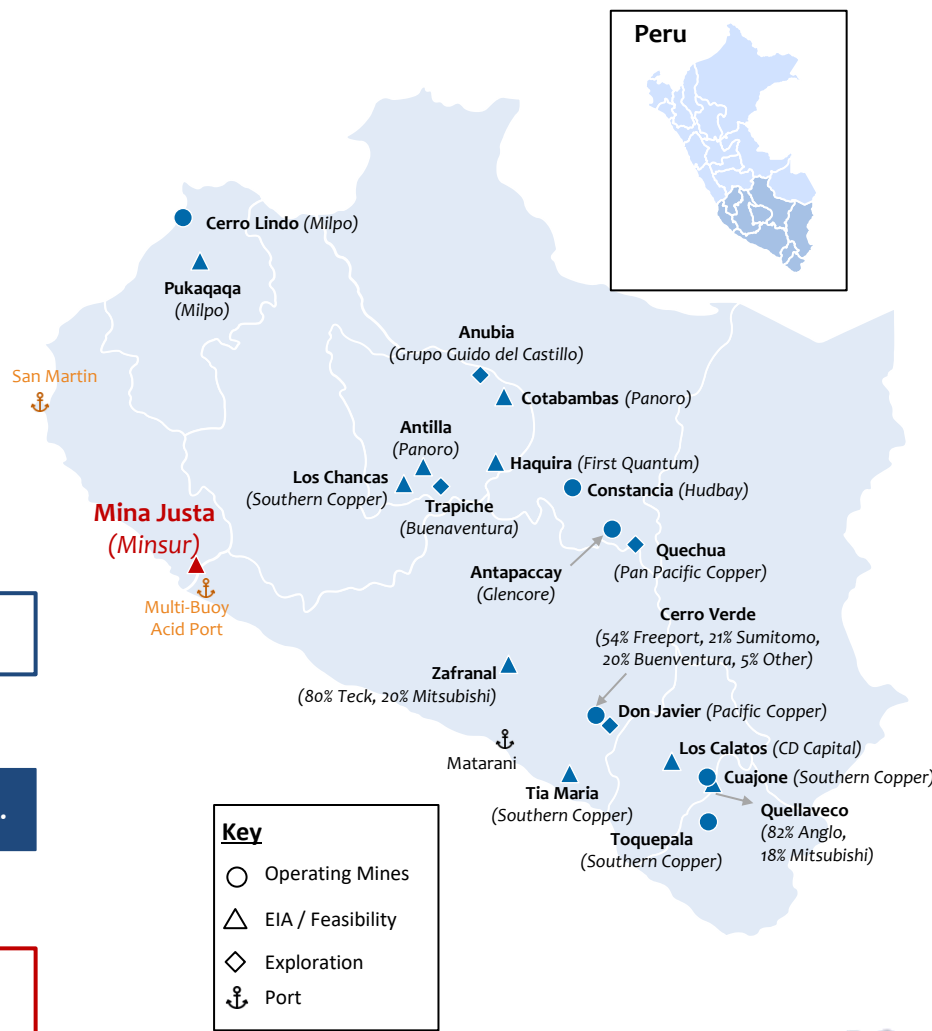 Peru
Cerro Lindo (Milpo)
Pukaqaqa
(Milpo)
Anubia
(Grupo Guido del Castillo)
San Martin
Cotabambas (Panoro)
Antilla
(Panoro)
Haquira (First Quantum)
Los Chancas
(Southern Copper)
Constancia (Hudbay)
Trapiche
(Buenaventura)
Mina Justa
(Minsur)
Quechua
(Pan Pacific Copper)
Antapaccay
(Glencore)
Multi-Buoy
Acid Port
Cerro Verde
(54% Freeport, 21% Sumitomo,
20% Buenventura, 5% Other)
Zafranal
(80% Teck, 20% Mitsubishi)
Don Javier (Pacific Copper)
Matarani
Los Calatos (CD Capital)
Cuajone (Southern Copper)
Tia Maria
(Southern Copper)
Quellaveco
(82% Anglo,
18% Mitsubishi)
Toquepala
(Southern Copper)
.
Key
Operating Mines
EIA / Feasibility
Exploration
Port